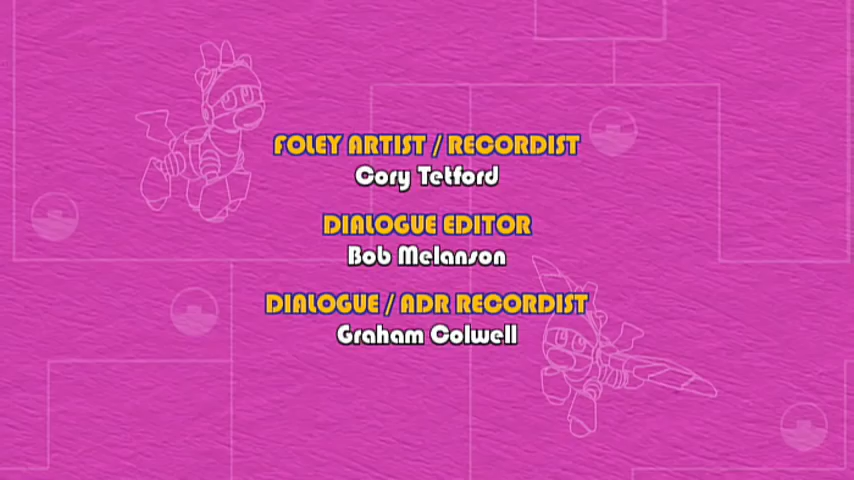 FOLEY ARTIST / RECORDIST
Cory Tetford
DIALOGUE EDITOR
Bob Melanson
DIALOGUE / ADR RECORDIST
Graham Colwell